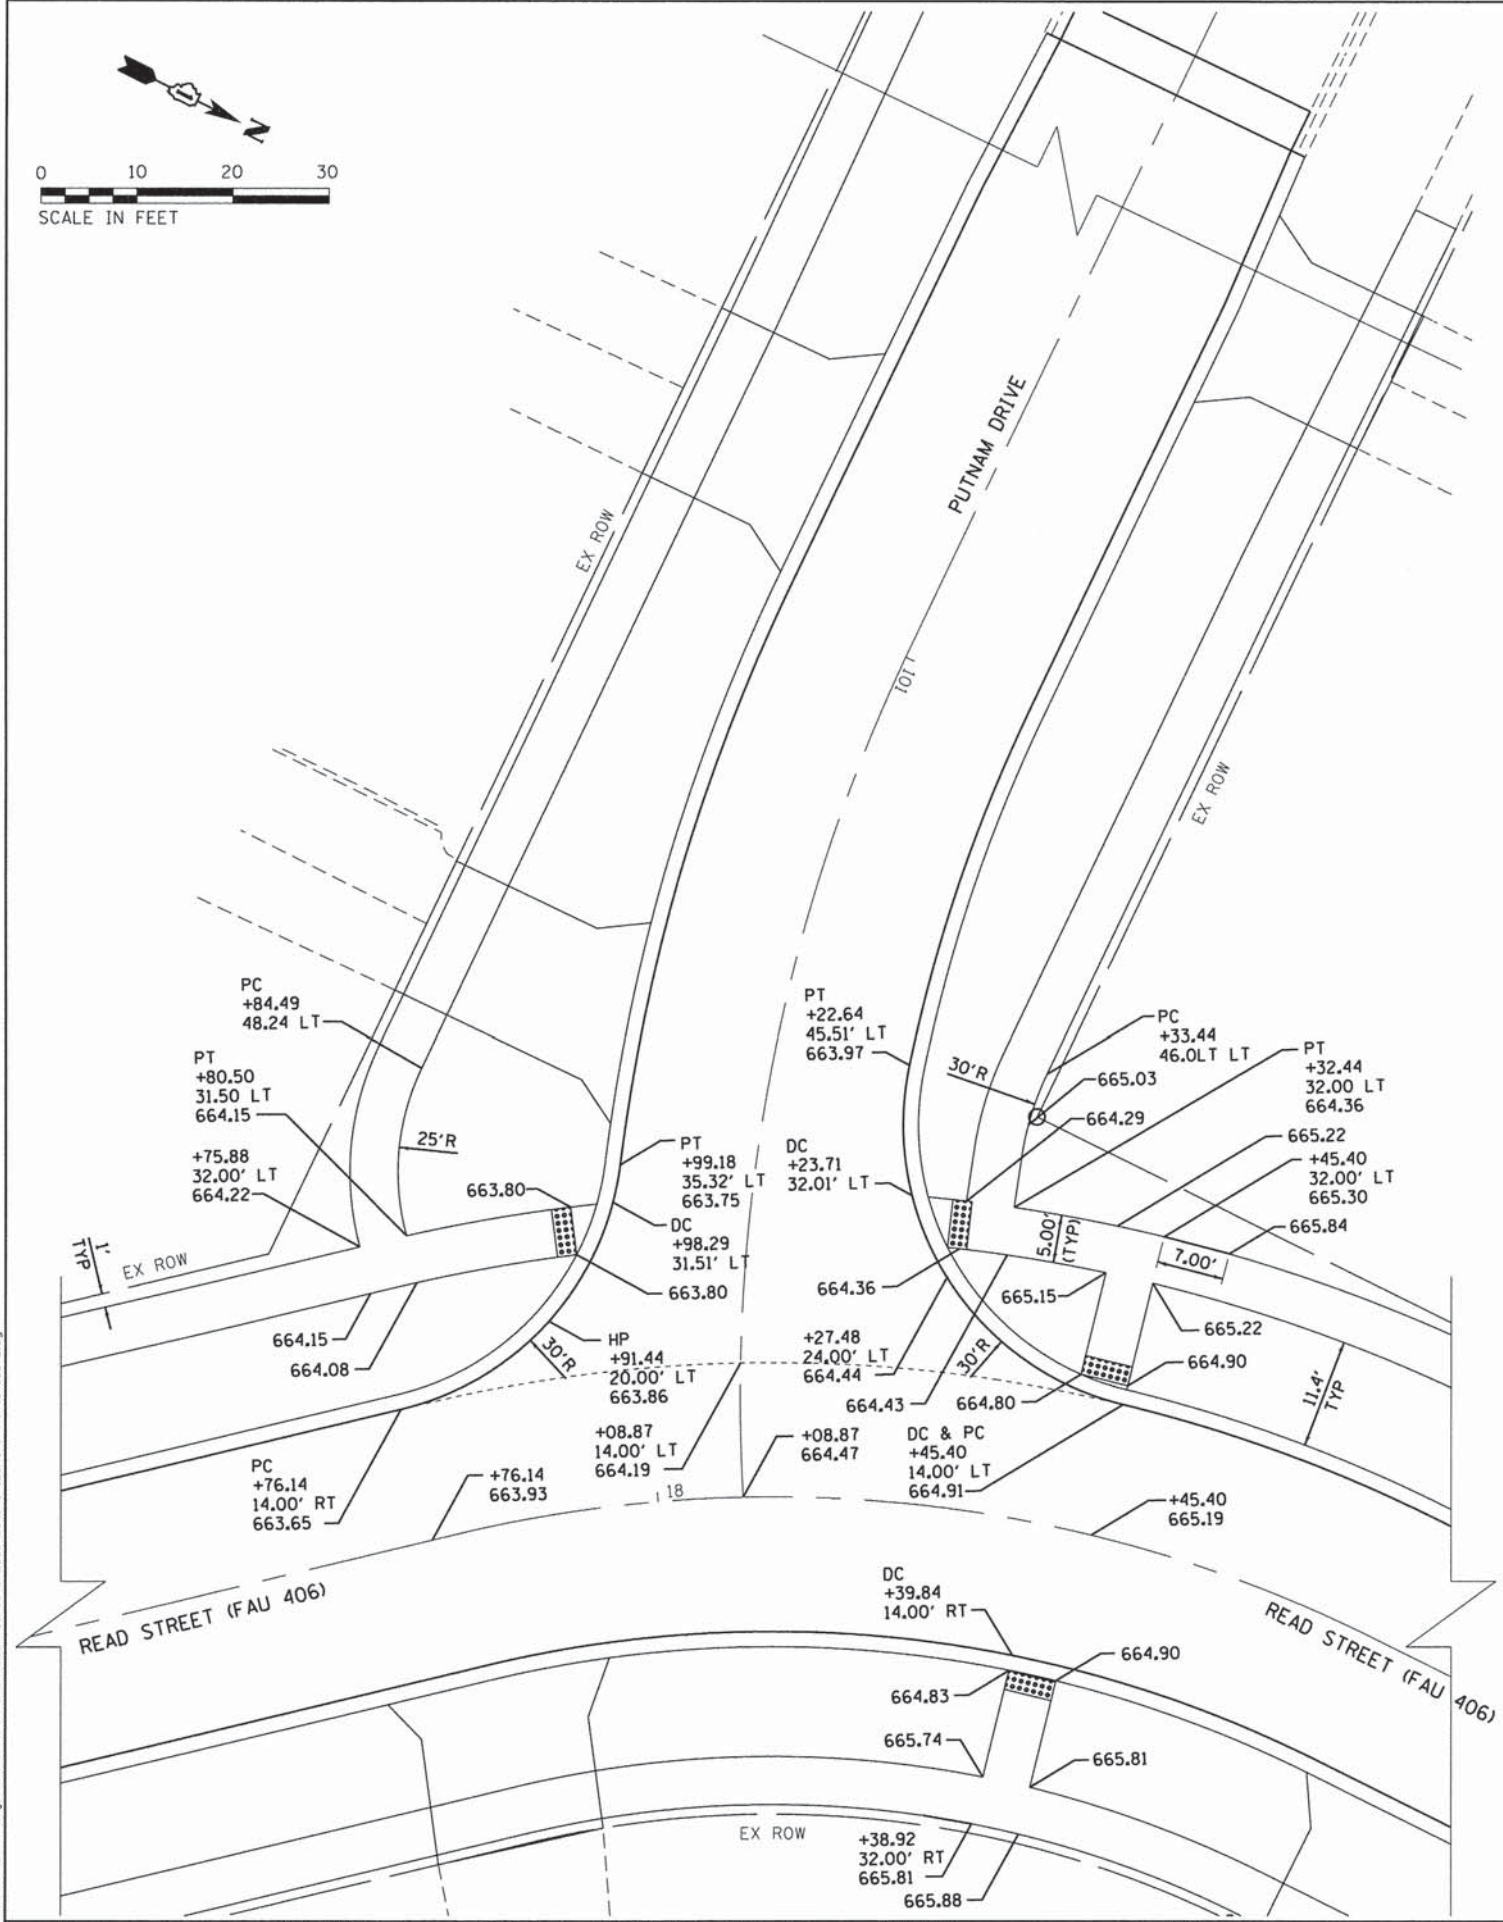 N
0 10 20 30
SCALE IN FEET
PUTNAM DRIVE
EX ROW
101
EX ROW
PC
+84.49
48.24 LT
PT
+80.50
31.50 LT
664.15
+75.88
32.00' LT
664.22
1'
TYP
EX ROW
25'R
663.80
PT
+99.18
35.32' LT
663.75
DC
+98.29
31.51' LT
663.80
664.15
664.08
HP
+91.44
20.00' LT
663.86
30'R
PC
+76.14
14.00' RT
663.65
+76.14
663.93
+08.87
14.00' LT
664.19
18
+08.87
664.47
PT
+22.64
45.51' LT
663.97
30'R
PC
+33.44
46.0LT LT
665.03
PT
+32.44
32.00 LT
664.36
664.29
665.22
DC
+23.71
32.01' LT
+45.40
32.00' LT
665.30
665.84
5.00'
(TYP)
7.00'
664.36
665.15
665.22
+27.48
24.00' LT
664.44
30'R
664.90
664.43
664.80
11.4'
TYP
DC & PC
+45.40
14.00' LT
664.91
+45.40
665.19
READ STREET (FAU 406)
DC
+39.84
14.00' RT
READ STREET (FAU 406)
664.90
664.83
665.74
665.81
EX ROW
+38.92
32.00' RT
665.81
665.88